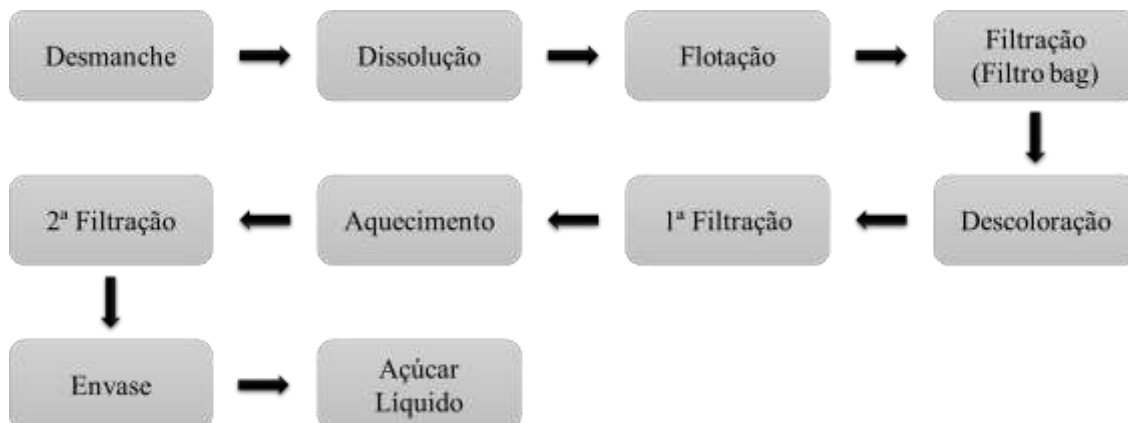 Desmanche
Dissolução
Flotação
Filtração
(Filtro bag)
Descoloração
1ª Filtração
Aquecimento
2ª Filtração
Envase
Açúcar
Líquido